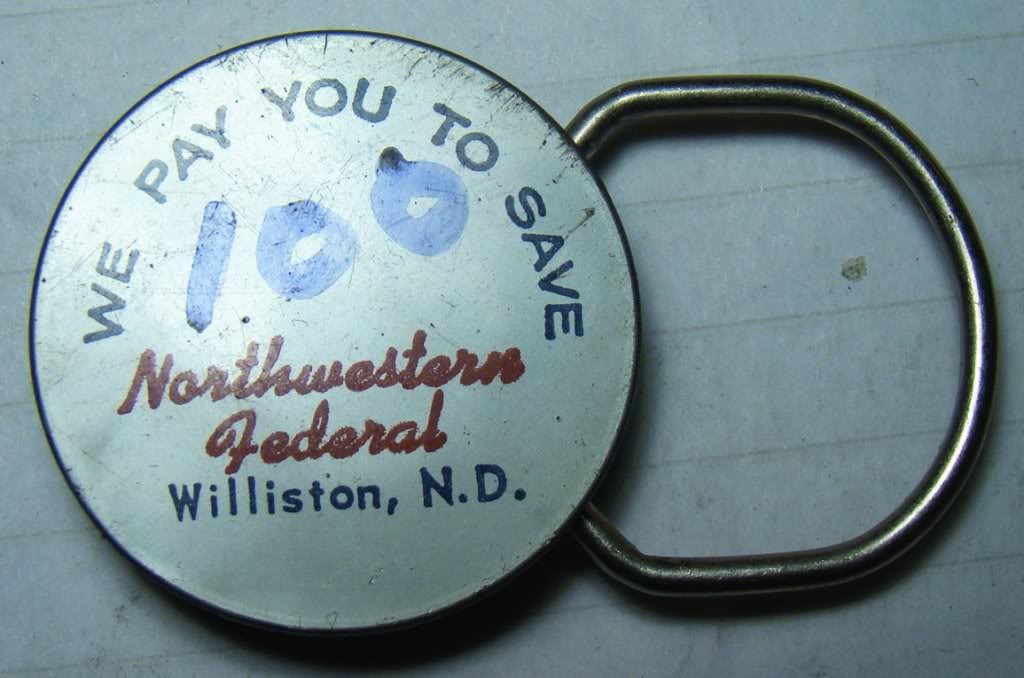 WE PAY YOU TO SAVE
100
Northwestern
Federal
Williston, N.D.